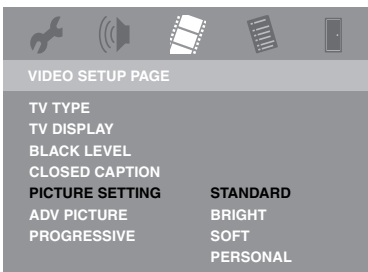 VIDEO SETUP PAGE
TV TYPE
TV DISPLAY
BLACK LEVEL
CLOSED CAPTION
PICTURE SETTING STANDARD
ADV PICTURE BRIGHT
PROGRESSIVE SOFT
PERSONAL